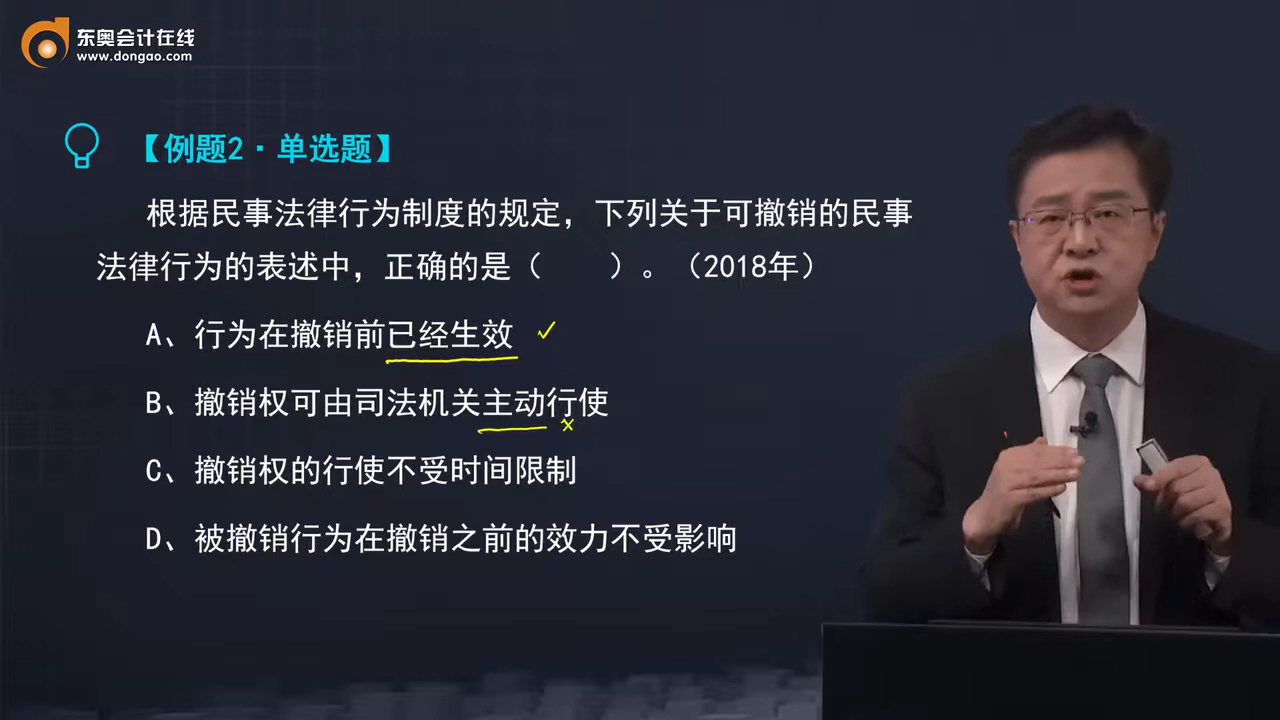 东奥会计在线
www.dongao.com
【例题2·单选题】
根据民事法律行为制度的规定，下列关于可撤销的民事
法律行为的表述中，正确的是（　　）。（2018年）
A、行为在撤销前已经生效 ✓
B、撤销权可由司法机关主动行使
×
C、撤销权的行使不受时间限制
D、被撤销行为在撤销之前的效力不受影响